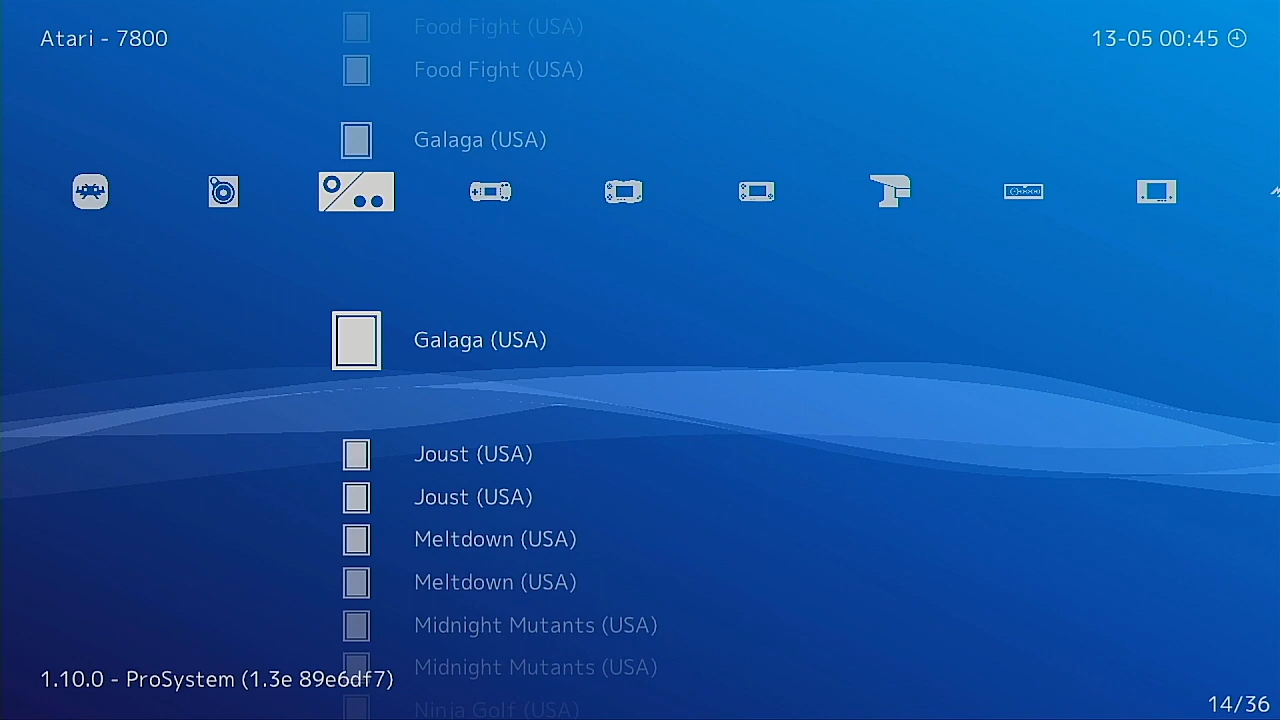 Food Fight (USA)
Atari - 7800
13-05 00:45
Food Fight (USA)
Galaga (USA)
Galaga (USA)
Joust (USA)
Joust (USA)
Meltdown (USA)
Meltdown (USA)
Midnight Mutants (USA)
Midnight Mutants (USA)
1.10.0 - ProSystem (1.3e 89e6df7)
Ninja Golf (USA)
14/36